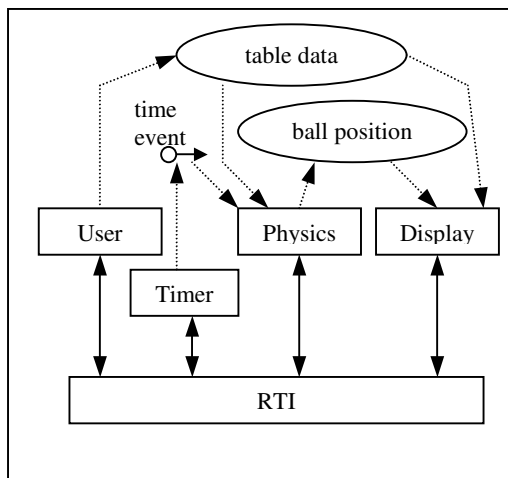 table data
time
event
ball position
User
Physics
Display
Timer
RTI